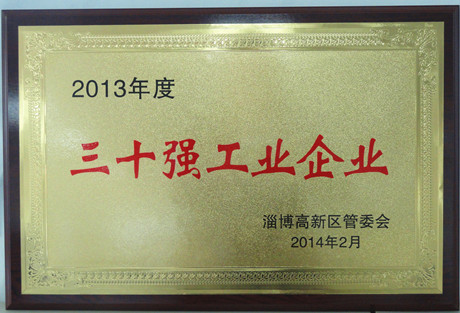 2013年度
三十强工业企业
淄博高新区管委会
2014年2月